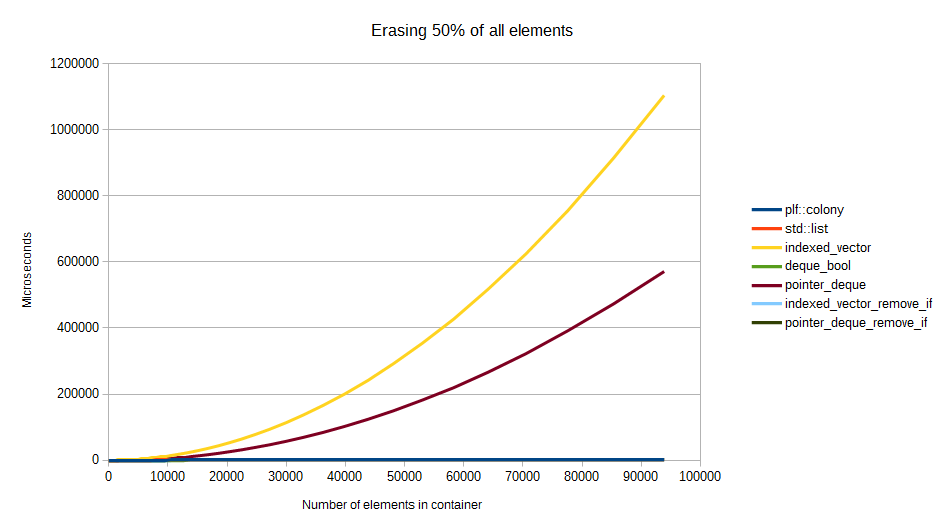 Erasing 50% of all elements
1200000
1000000
800000
600000
400000
200000
0
Microseconds
0 10000 20000 30000 40000 50000 60000 70000 80000 90000 100000
Number of elements in container
plf::colony
std::list
indexed_vector
deque_bool
pointer_deque
indexed_vector_remove_if
pointer_deque_remove_if